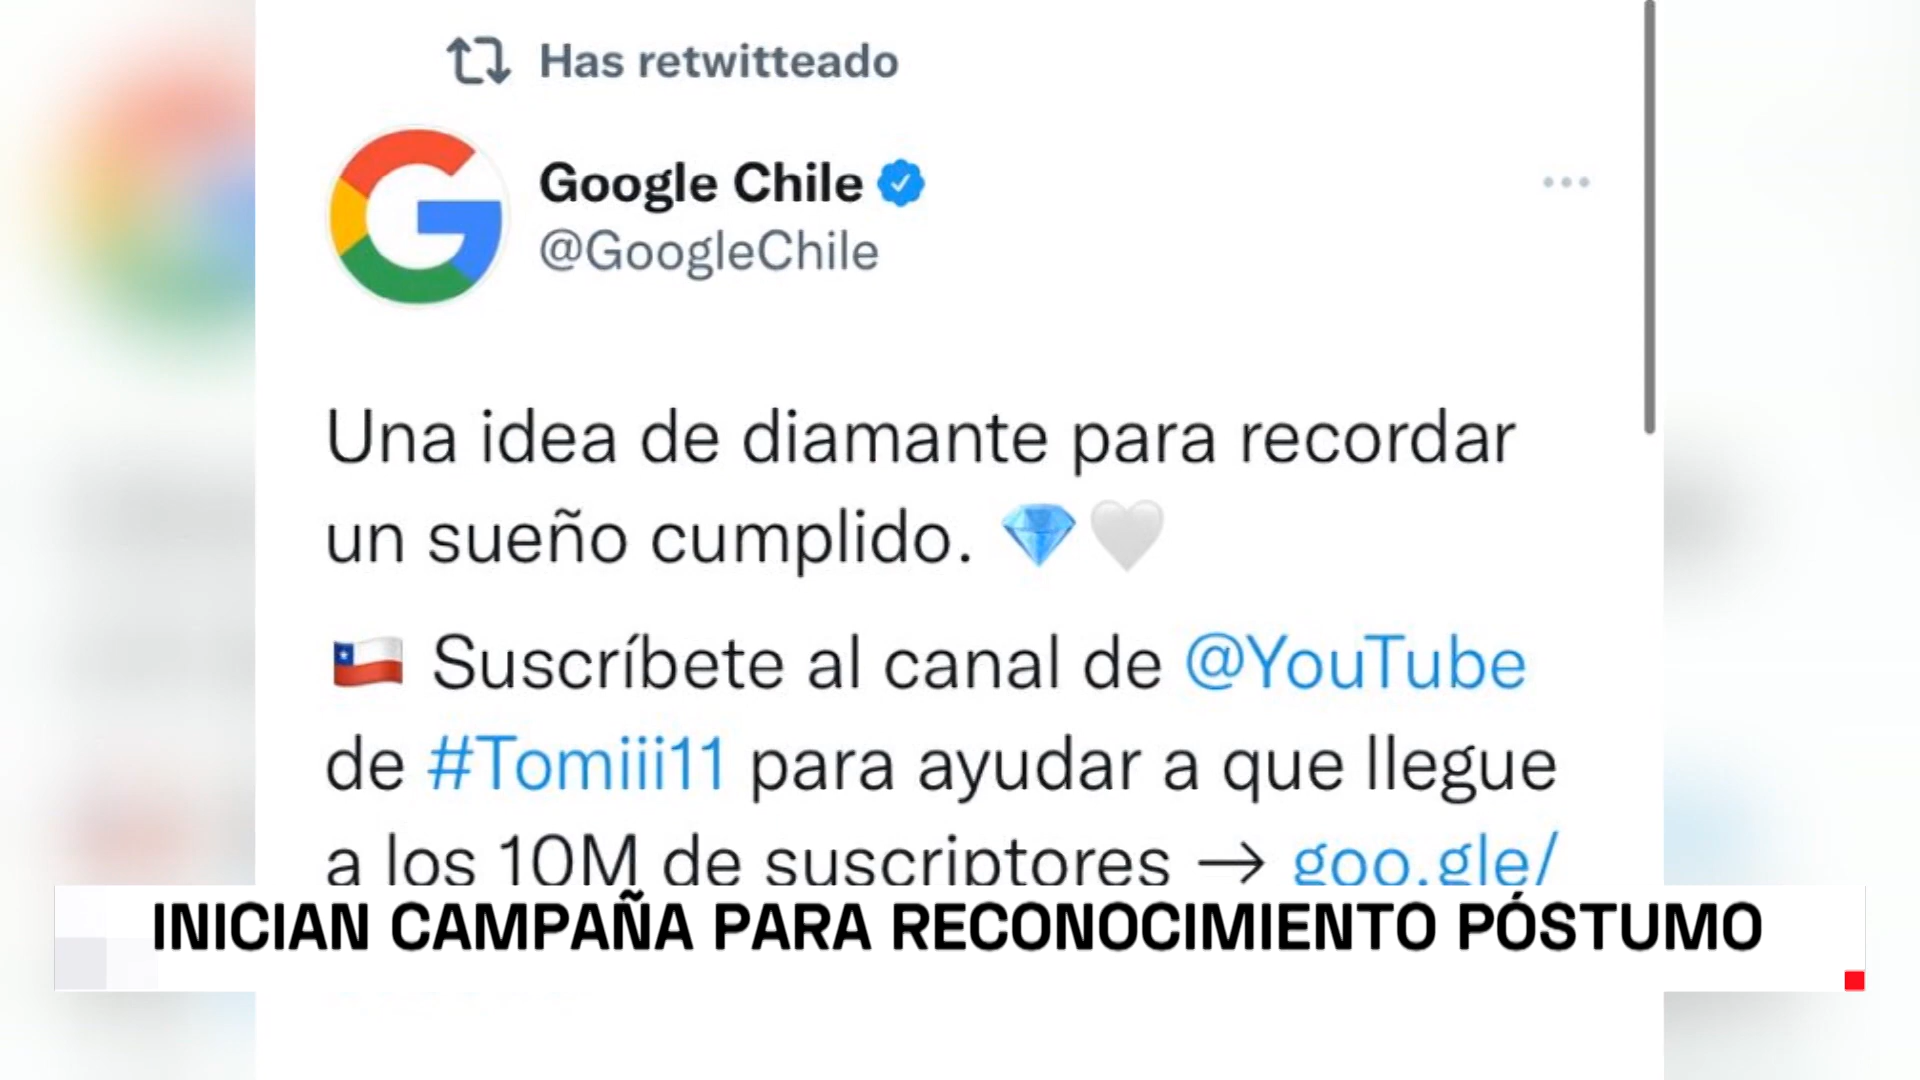 Has retwitteado
Google Chile
@GoogleChile
Una idea de diamante para recordar
un sueño cumplido. 💎🤍
🇨🇱 Suscríbete al canal de @YouTube
de #Tomiii11 para ayudar a que llegue
a los 10M de suscriptores → goo.gle/
INICIAN CAMPAÑA PARA RECONOCIMIENTO PÓSTUMO